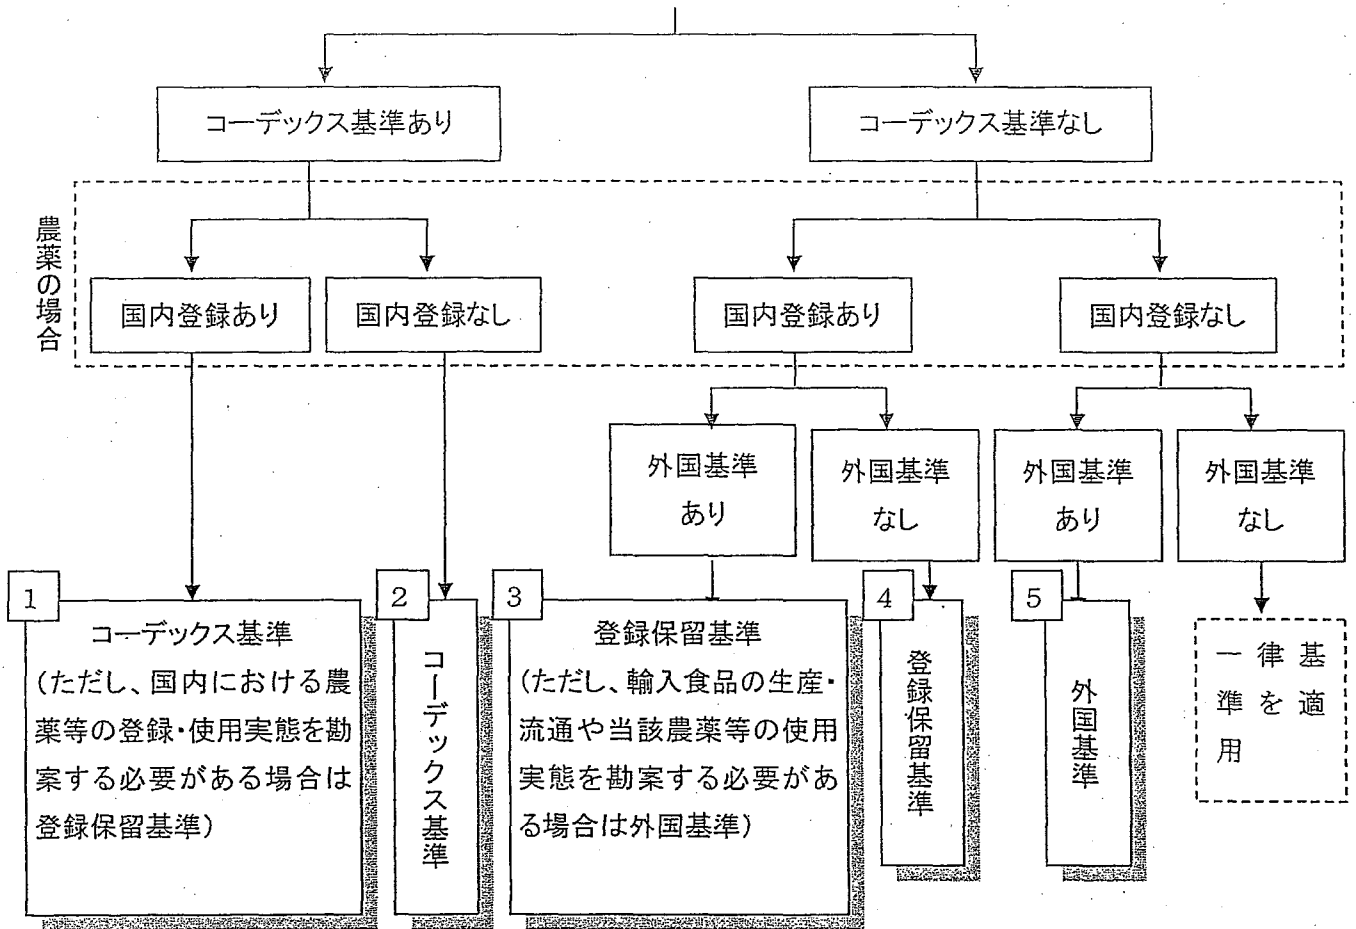 コーデックス基準あり
コーデックス基準なし
農薬の場合
国内登録あり
国内登録なし
国内登録あり
国内登録なし
外国基準
あり
外国基準
なし
外国基準
あり
外国基準
なし
1
コーデックス基準
(ただし、国内における農
薬等の登録・使用実態を勘
案する必要がある場合は
登録保留基準)
2
コーデックス基準
3
登録保留基準
(ただし、輸入食品の生産・
流通や当該農薬等の使用
実態を勘案する必要があ
る場合は外国基準)
4
登録保留基準
5
外国基準
一律基
準を適
用